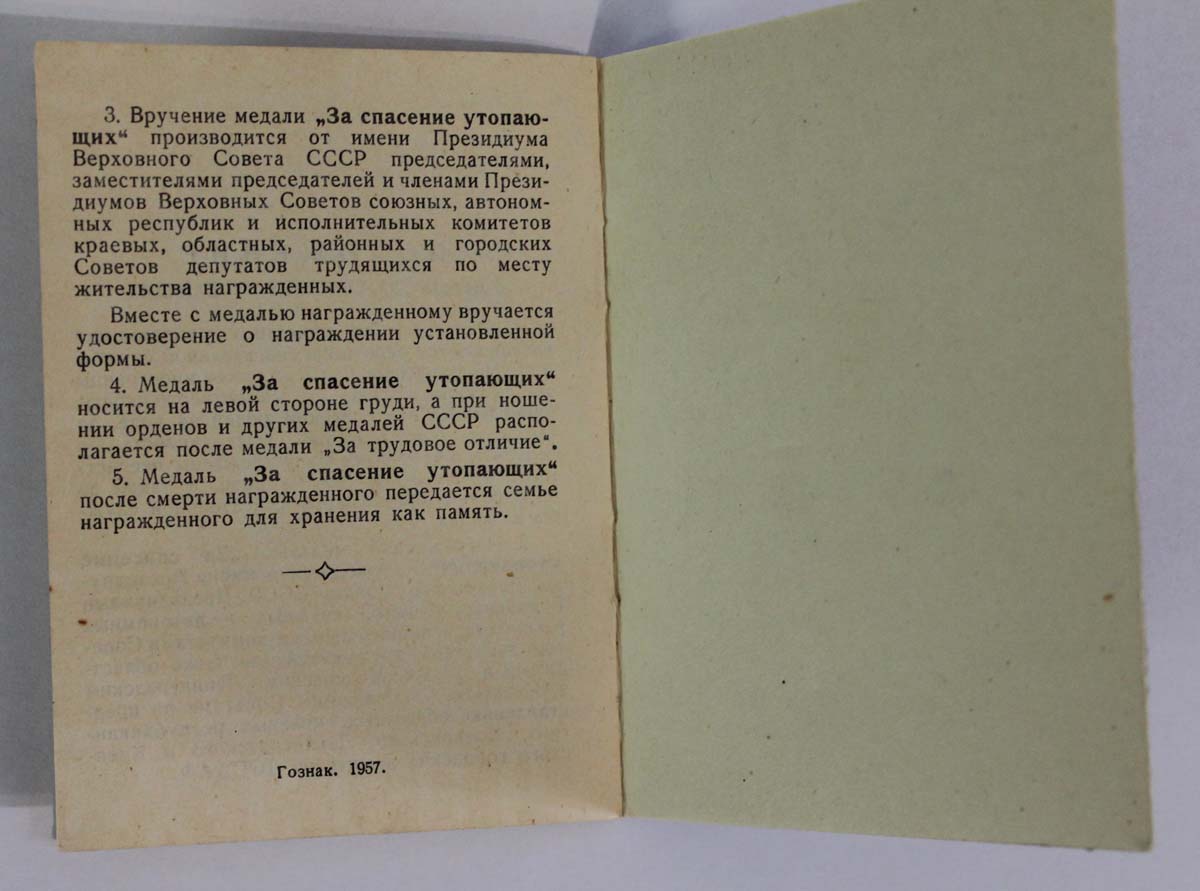 3. Вручение медали „За спасение утопаю-
щих“ производится от имени Президиума
Верховного Совета СССР председателями,
заместителями председателей и членами Прези-
диумов Верховных Советов союзных, автоном-
ных республик и исполнительных комитетов
краевых, областных, районных и городских
Советов депутатов трудящихся по месту
жительства награжденных.
Вместе с медалью награжденному вручается
удостоверение о награждении установленной
формы.
4. Медаль „За спасение утопающих“
носится на левой стороне груди, а при ноше-
нии орденов и других медалей СССР распо-
лагается после медали „За трудовое отличие“.
5. Медаль „За спасение утопающих“
после смерти награжденного передается семье
награжденного для хранения как память.
Гознак. 1957.